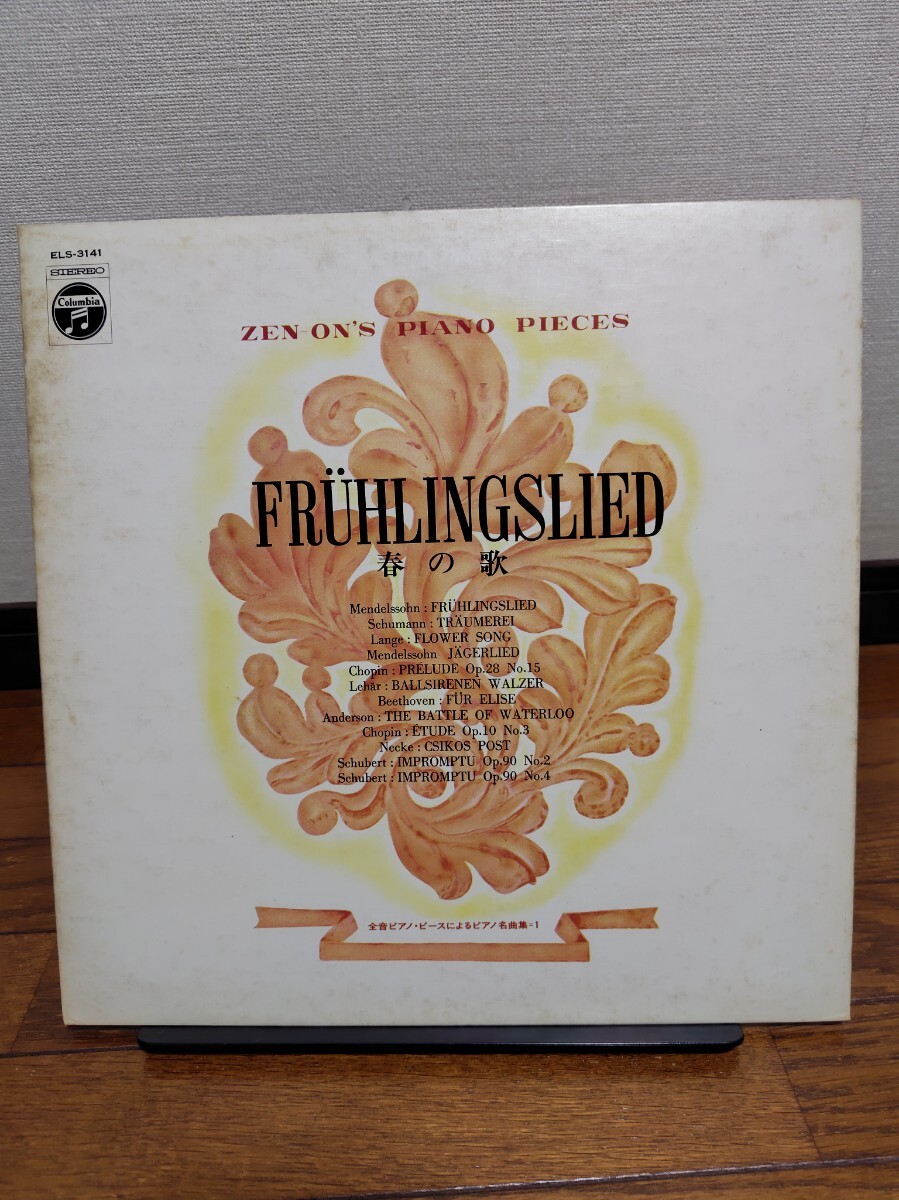 ELS-3141
STEREO
Columbia
ZEN-ON'S PIANO PIECES
FRÜHLINGSLIED
春の歌
Mendelssohn : FRÜHLINGSLIED
Schumann : TRÄUMEREI
Lange : FLOWER SONG
Mendelssohn JÄGERLIED
Chopin : PRÉLUDE Op.28 No.15
Lehár : BALLSIRENEN WALZER
Beethoven : FÜR ELISE
Anderson : THE BATTLE OF WATERLOO
Chopin : ÉTUDE Op.10 No.3
Necke : CSIKOS POST
Schubert : IMPROMPTU Op.90 No.2
Schubert : IMPROMPTU Op.90 No.4
全音ピアノ・ピースによるピアノ名曲集=1